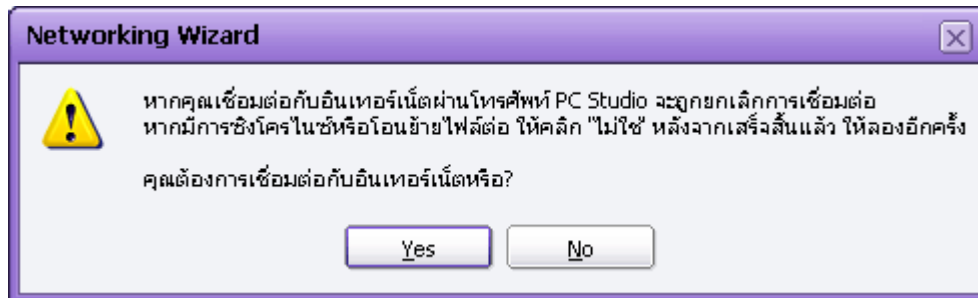 Networking Wizard
หากคุณเชื่อมต่อกับอินเทอร์เน็ตผ่านโทรศัพท์ PC Studio จะถูกยกเลิกการเชื่อมต่อ
หากมีการซิงโครไนซ์หรือโอนย้ายไฟล์ต่อ ให้คลิก "ไม่ใช่" หลังจากเสร็จสิ้นแล้ว ให้ลองอีกครั้ง
คุณต้องการเชื่อมต่อกับอินเทอร์เน็ตหรือ?
Yes
No